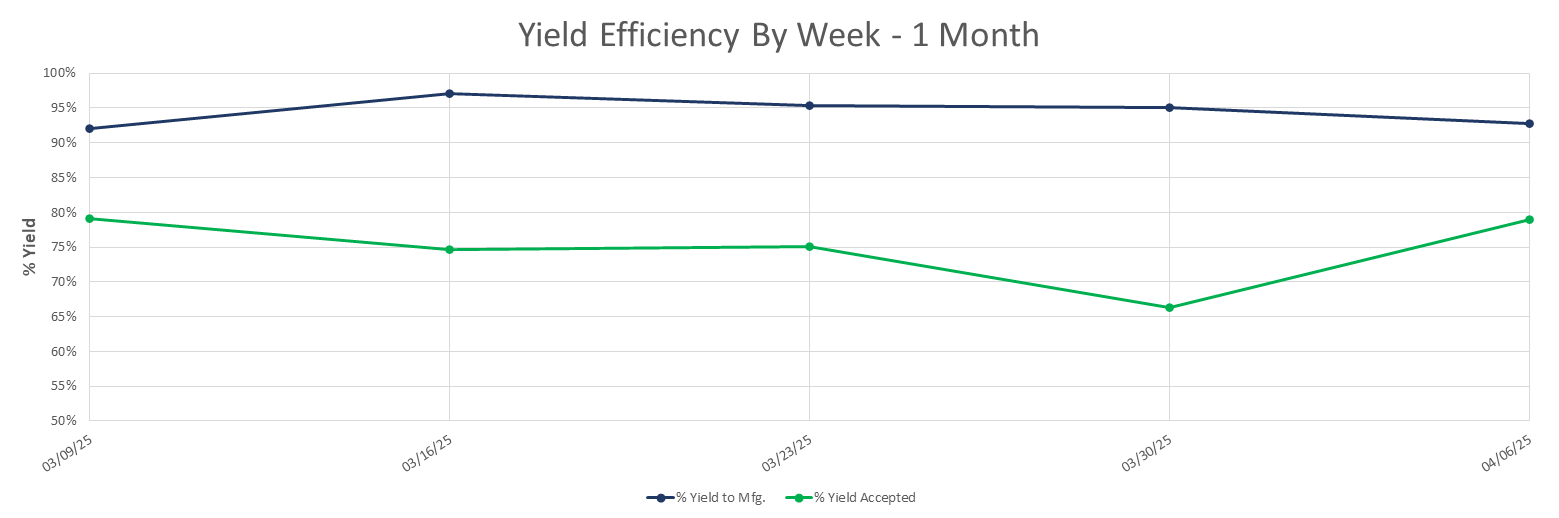 Yield Efficiency By Week - 1 Month
100%
95%
90%
85%
80%
75%
70%
65%
60%
55%
50%
% Yield
03/09/25 03/16/25 03/23/25 03/30/25 04/06/25
% Yield to Mfg. % Yield Accepted